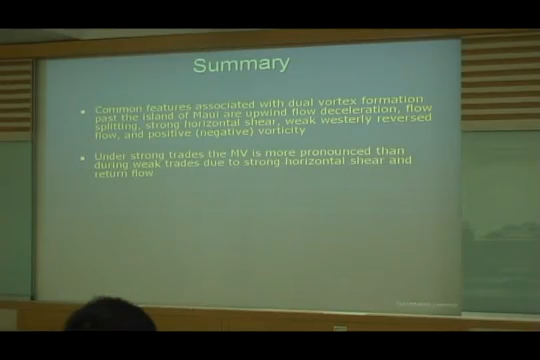 Summary
Common features associated with dual vortex formation
past the island of Maui are upwind flow deceleration, flow
splitting, strong horizontal shear, weak westerly reversed
flow, and positive (negative) vorticity
Under strong trades the MV is more pronounced than
during weak trades due to strong horizontal shear and
return flow